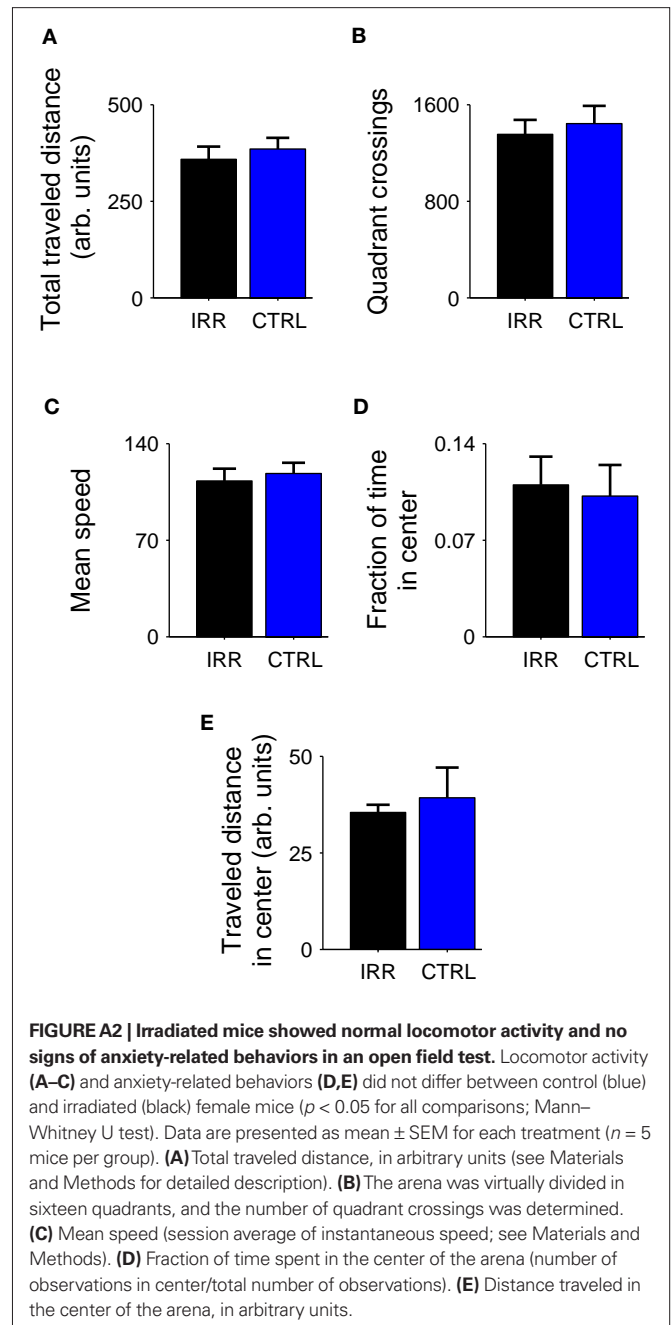 A
B
Total traveled distance
(arb. units)
500
250
0
IRR CTRL
Quadrant crossings
1600
800
0
IRR CTRL
C
D
Mean speed
140
70
0
IRR CTRL
Fraction of time
in center
0.14
0.07
0
IRR CTRL
E
Traveled distance
in center (arb. units)
50
25
0
IRR CTRL
FIGURE A2 | Irradiated mice showed normal locomotor activity and no
signs of anxiety-related behaviors in an open field test. Locomotor activity
(A–C) and anxiety-related behaviors (D,E) did not differ between control (blue)
and irradiated (black) female mice (p < 0.05 for all comparisons; Mann–
Whitney U test). Data are presented as mean ± SEM for each treatment (n = 5
mice per group). (A) Total traveled distance, in arbitrary units (see Materials
and Methods for detailed description). (B) The arena was virtually divided in
sixteen quadrants, and the number of quadrant crossings was determined.
(C) Mean speed (session average of instantaneous speed; see Materials and
Methods). (D) Fraction of time spent in the center of the arena (number of
observations in center/total number of observations). (E) Distance traveled in
the center of the arena, in arbitrary units.